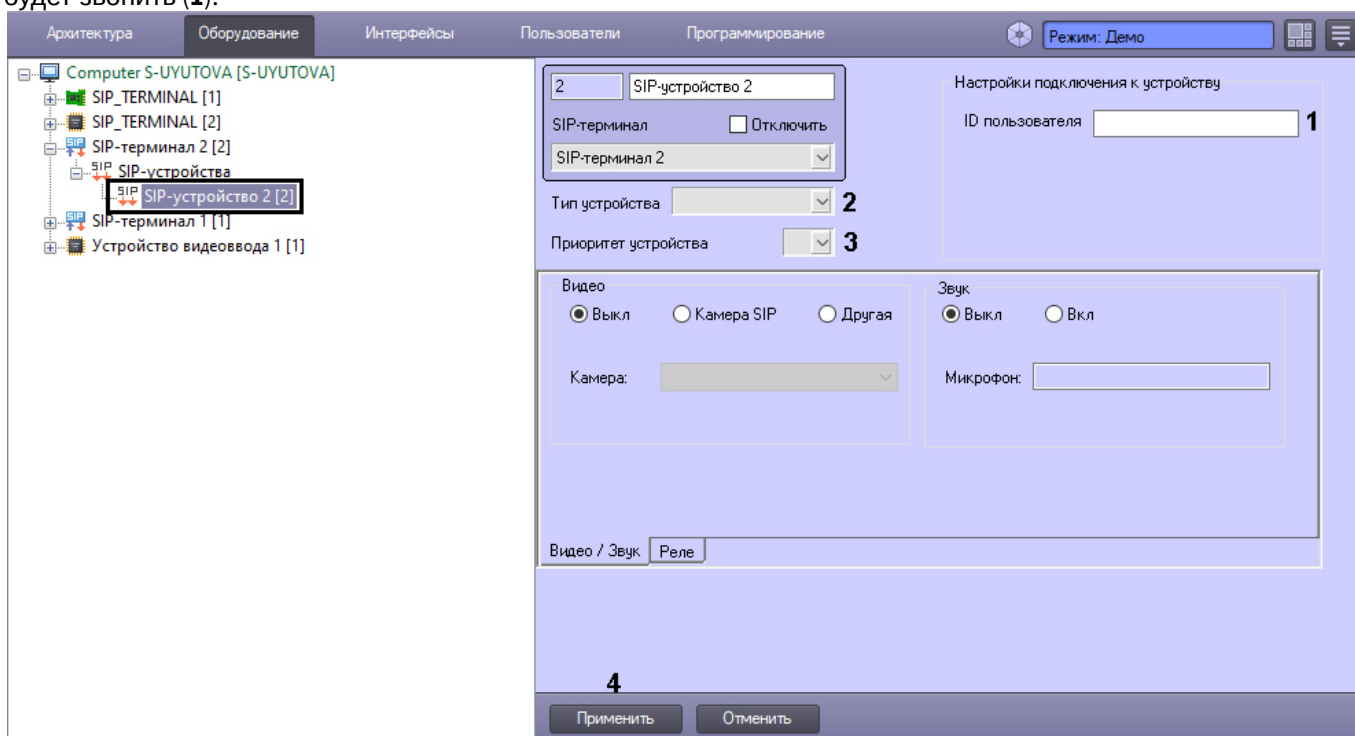 будет звонить (1).
Архитектура Оборудование Интерфейсы Пользователи Программирование Режим: Демо
Computer S-UYUTOVA [S-UYUTOVA]
SIP_TERMINAL [1]
SIP_TERMINAL [2]
SIP-терминал 2 [2]
SIP-устройства
SIP-устройство 2 [2]
SIP-терминал 1 [1]
Устройство видеоввода 1 [1]
2 SIP-устройство 2
SIP-терминал Отключить
SIP-терминал 2
Тип устройства 2
Приоритет устройства 3
Настройки подключения к устройству
ID пользователя 1
Видео
Выкл Камера SIP Другая
Камера:
Звук
Выкл Вкл
Микрофон:
Видео / Звук Реле
4
Применить Отменить